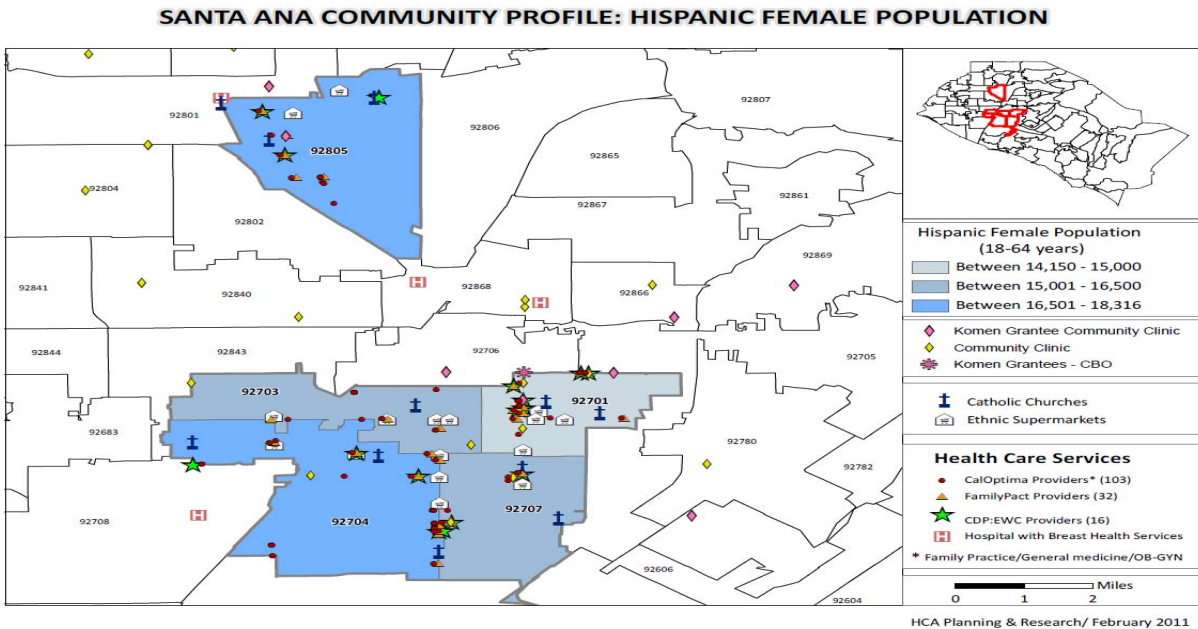 SANTA ANA COMMUNITY PROFILE: HISPANIC FEMALE POPULATION
92801
92805
92806
92807
92804
92865
92861
92867
92802
92869
92841
92840
92868
92866
92844
92843
92706
92705
92703
92701
92683
92780
92782
92708
92704
92707
92606
92604
Hispanic Female Population
(18-64 years)
Between 14,150 - 15,000
Between 15,001 - 16,500
Between 16,501 - 18,316
Komen Grantee Community Clinic
Community Clinic
Komen Grantees - CBO
Catholic Churches
Ethnic Supermarkets
Health Care Services
CalOptima Providers* (103)
FamilyPact Providers (32)
CDP:EWC Providers (16)
H Hospital with Breast Health Services
* Family Practice/General medicine/OB-GYN
Miles
0 1 2
HCA Planning & Research/ February 2011